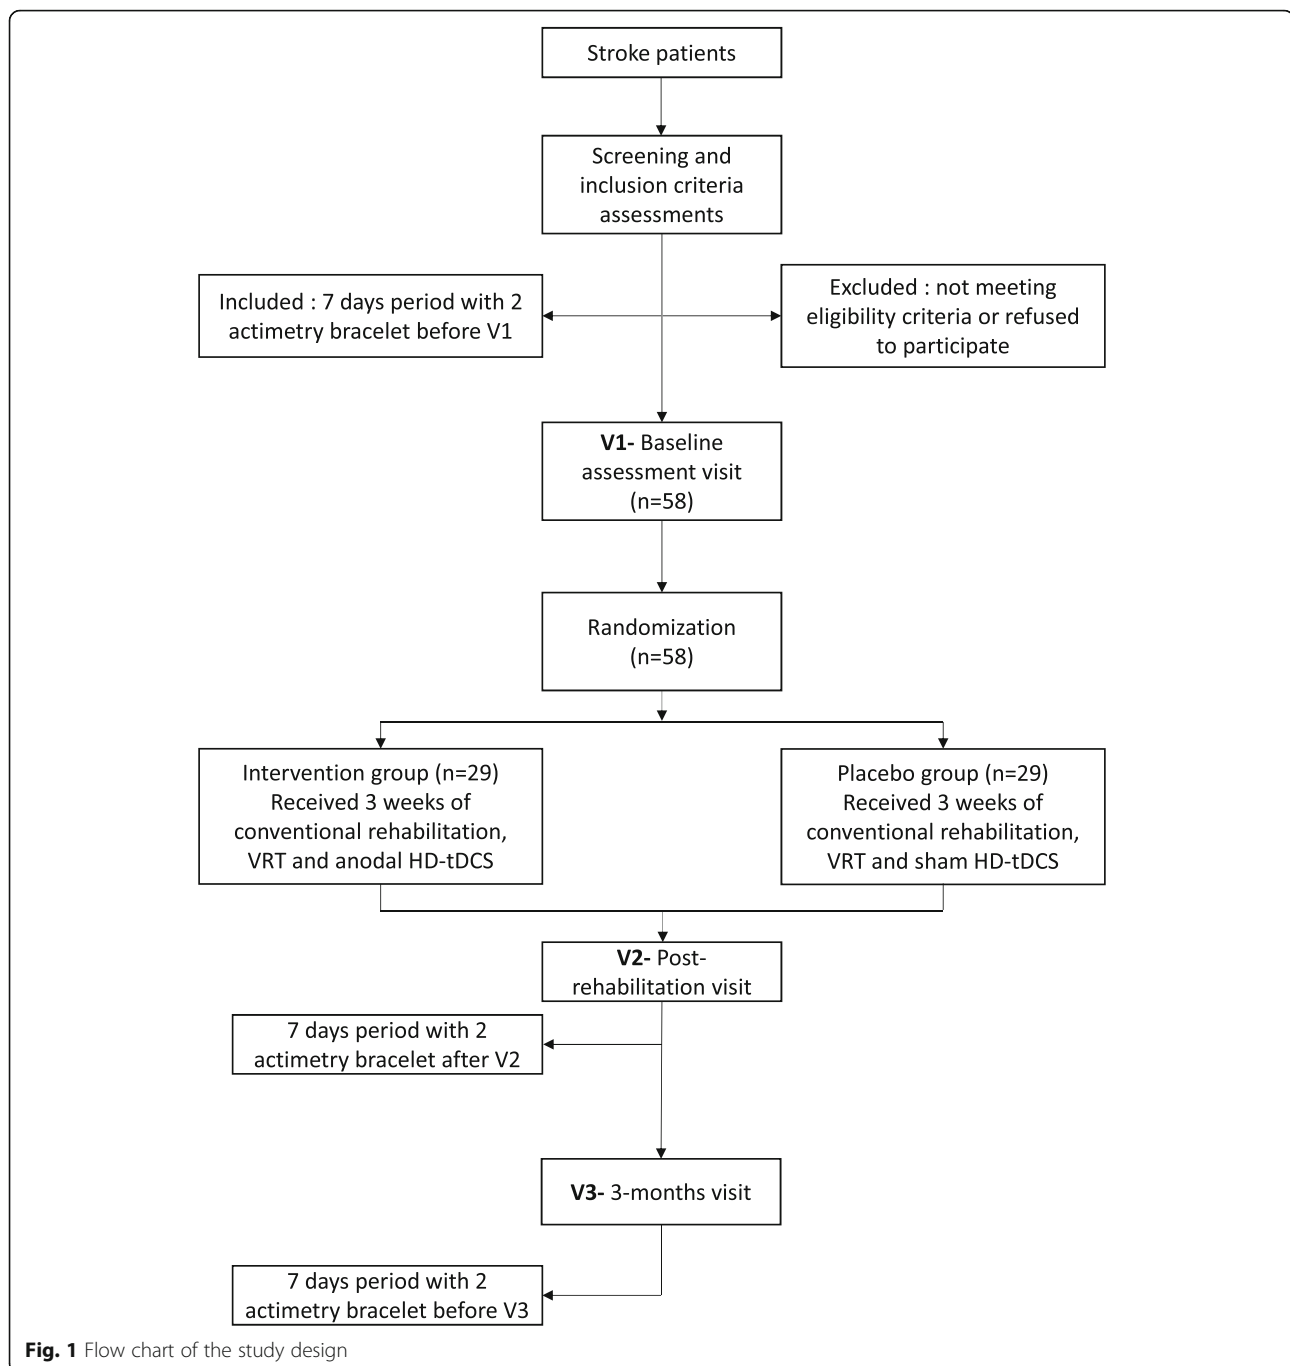 Stroke patients
Screening and
inclusion criteria
assessments
Included : 7 days period with 2
actimetry bracelet before V1
Excluded : not meeting
eligibility criteria or refused
to participate
V1- Baseline
assessment visit
(n=58)
Randomization
(n=58)
Intervention group (n=29)
Received 3 weeks of
conventional rehabilitation,
VRT and anodal HD-tDCS
Placebo group (n=29)
Received 3 weeks of
conventional rehabilitation,
VRT and sham HD-tDCS
V2- Post-
rehabilitation visit
7 days period with 2
actimetry bracelet after V2
V3- 3-months visit
7 days period with 2
actimetry bracelet before V3
Fig. 1 Flow chart of the study design